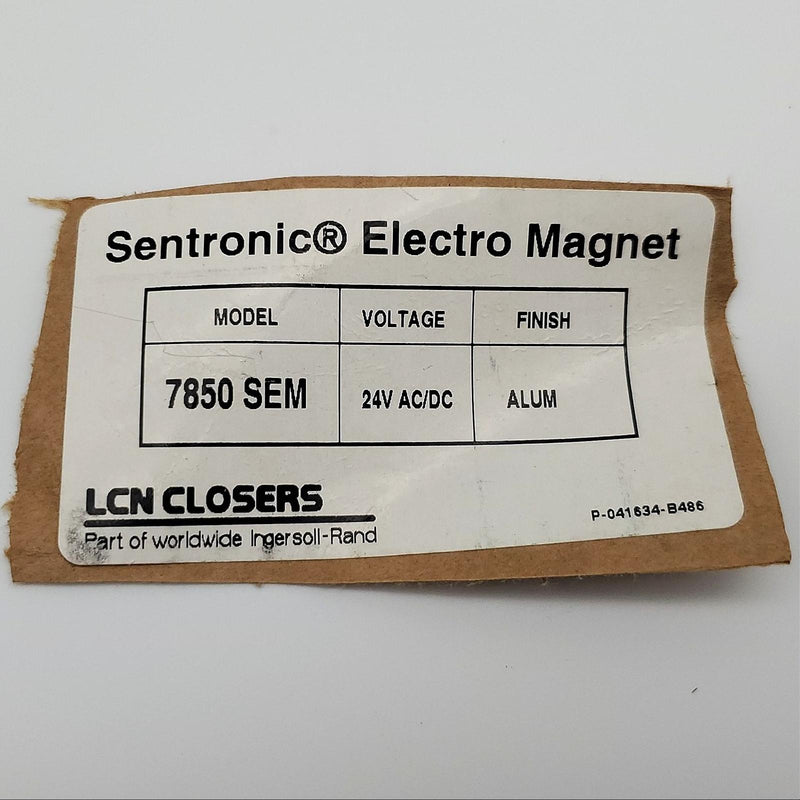 Sentronic® Electro Magnet
MODEL VOLTAGE FINISH
7850 SEM 24V AC/DC ALUM
LCN CLOSERS
Part of worldwide Ingersoll-Rand
P-041634-B486